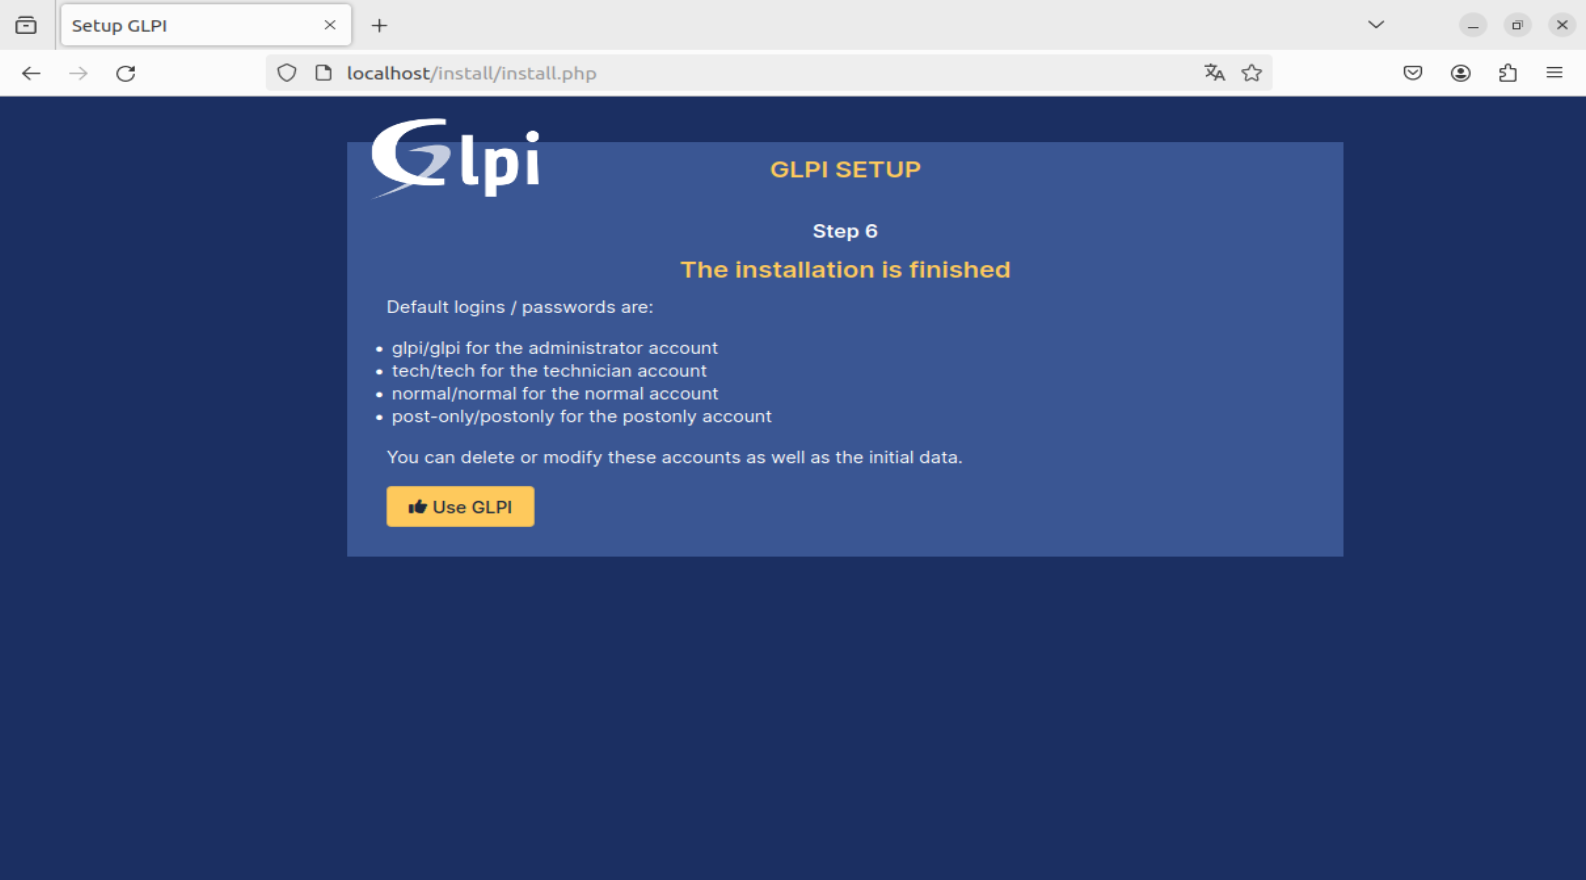 Setup GLPI
localhost/install/install.php
Glpi
GLPI SETUP
Step 6
The installation is finished
Default logins / passwords are:
• glpi/glpi for the administrator account
• tech/tech for the technician account
• normal/normal for the normal account
• post-only/postonly for the postonly account
You can delete or modify these accounts as well as the initial data.
Use GLPI